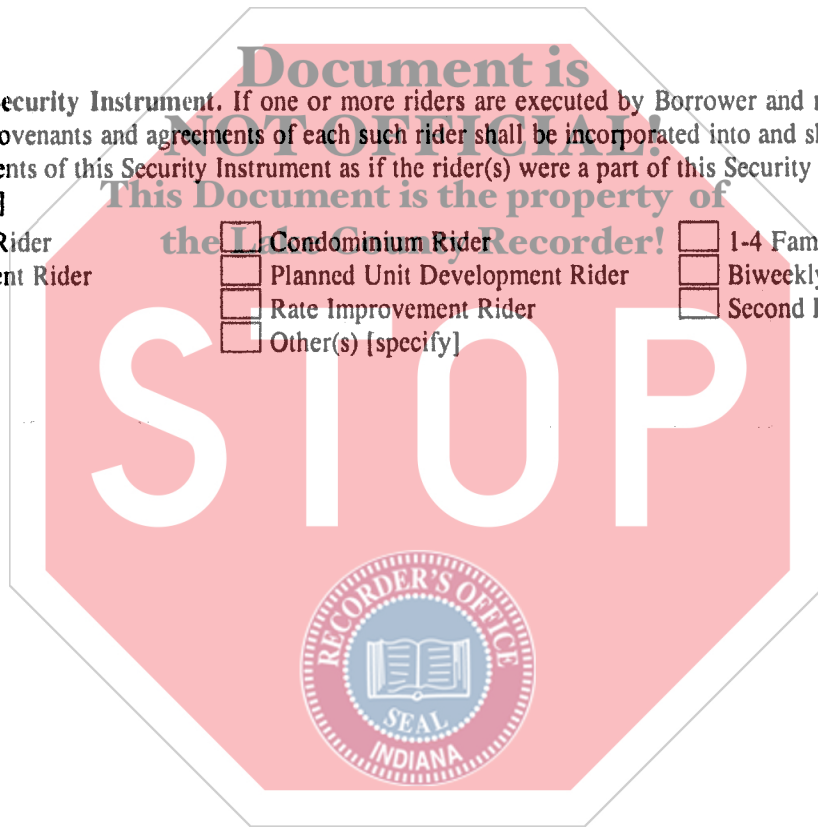 Document is
ecurity Instrument. If one or more riders are executed by Borrower and
ovenants and agreements of each such rider shall be incorporated into and
NOT OFFICIAL!
ents of this Security Instrument as if the rider(s) were a part of this Security
This Document is the property of
]
Rider Condominium Rider 1-4 Fam
the Lake County Recorder!
nt Rider Planned Unit Development Rider Biweekly
Rate Improvement Rider Second
Other(s) [specify]
STOP
RECORDER'S OFFICE
SEAL
INDIANA